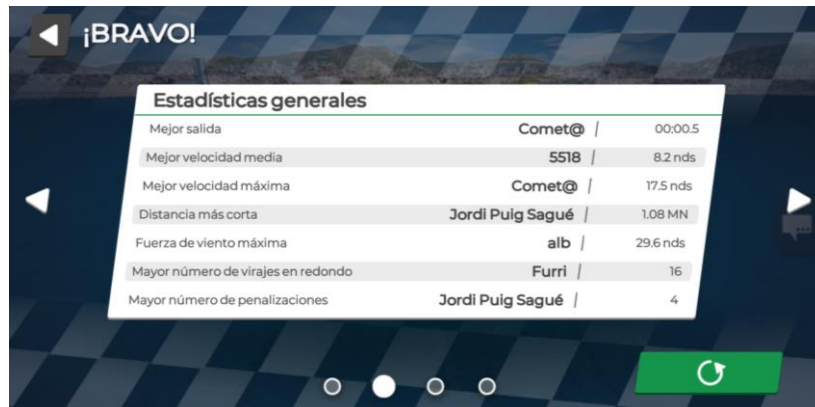 ¡BRAVO!
Estadísticas generales
Mejor salida Comet@ | 00:00.5
Mejor velocidad media 5518 | 8.2 nds
Mejor velocidad máxima Comet@ | 17.5 nds
Distancia más corta Jordi Puig Sagué | 1.08 MN
Fuerza de viento máxima alb | 29.6 nds
Mayor número de virajes en redondo Furri | 16
Mayor número de penalizaciones Jordi Puig Sagué | 4